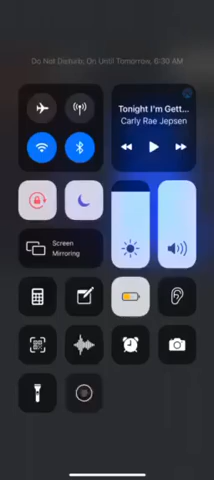 Do Not Disturb, On Until Tomorrow, 6:30 AM
Tonight I'm Gett...
Carly Rae Jepsen
Screen
Mirroring